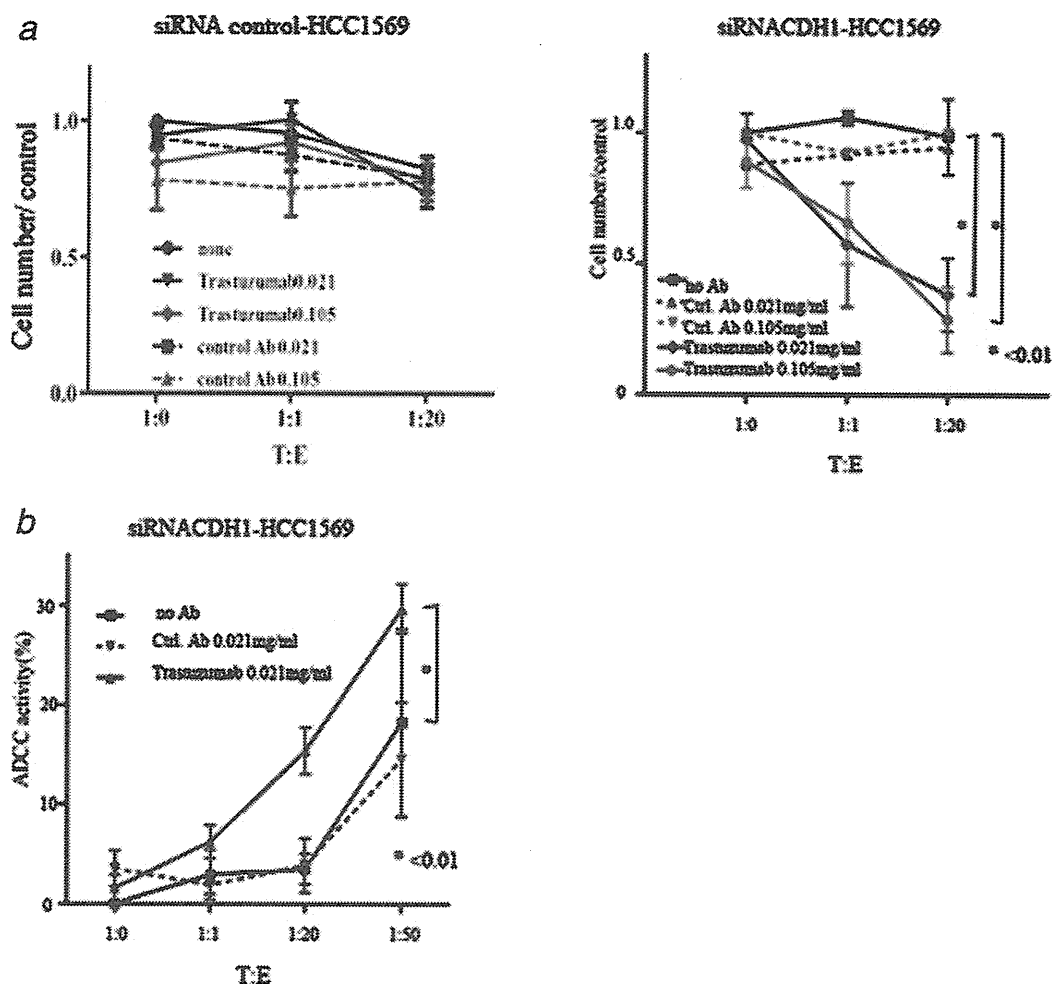 a
siRNA control-HCC1569
Cell number/ control
1.0
0.5
0.0
none
Trastuzumab0.021
Trastuzumab0.105
control Ab0.021
control Ab0.105
1:0
1:1
1:20
T:E
siRNACDH1-HCC1569
Cell number/control
1.0
0.5
0
no Ab
Ctrl. Ab 0.021mg/ml
Ctrl. Ab 0.105mg/ml
Trastuzumab 0.021mg/ml
Trastuzumab 0.105mg/ml
<0.01
1:0
1:1
1:20
T:E
b
siRNACDH1-HCC1569
ADCC activity(%)
30
20
10
0
no Ab
Ctrl. Ab 0.021mg/ml
Trastuzumab 0.021mg/ml
<0.01
1:0
1:1
1:20
1:50
T:E